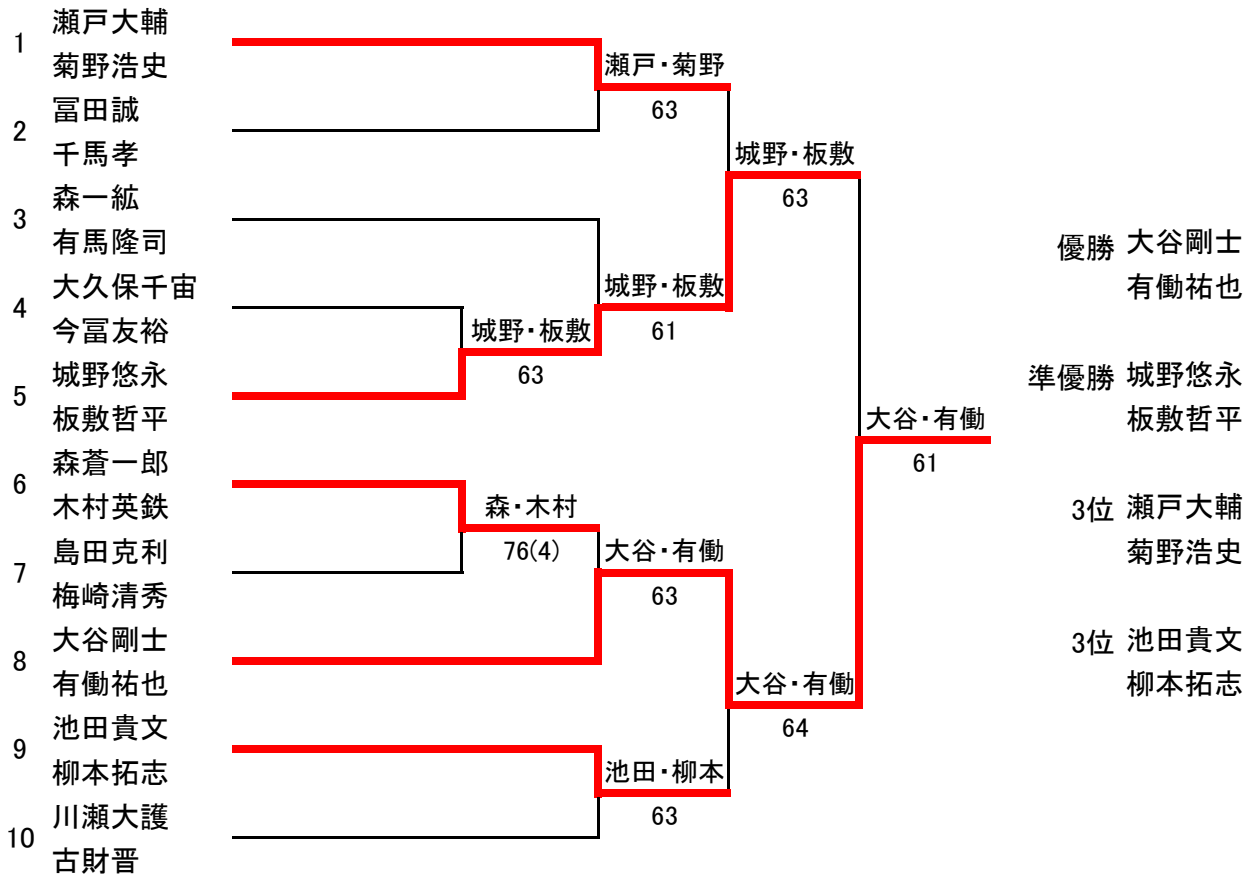 1
瀬戸大輔
菊野浩史
2
冨田誠
千馬孝
3
森一紘
有馬隆司
4
大久保千宙
今冨友裕
5
城野悠永
板敷哲平
6
森蒼一郎
木村英鉄
7
島田克利
梅崎清秀
8
大谷剛士
有働祐也
9
池田貴文
柳本拓志
10
川瀬大護
古財晋
城野・板敷
63
森・木村
76(4)
瀬戸・菊野
63
城野・板敷
61
大谷・有働
63
池田・柳本
63
城野・板敷
63
大谷・有働
64
大谷・有働
61
優勝 大谷剛士
有働祐也
準優勝 城野悠永
板敷哲平
3位 瀬戸大輔
菊野浩史
3位 池田貴文
柳本拓志